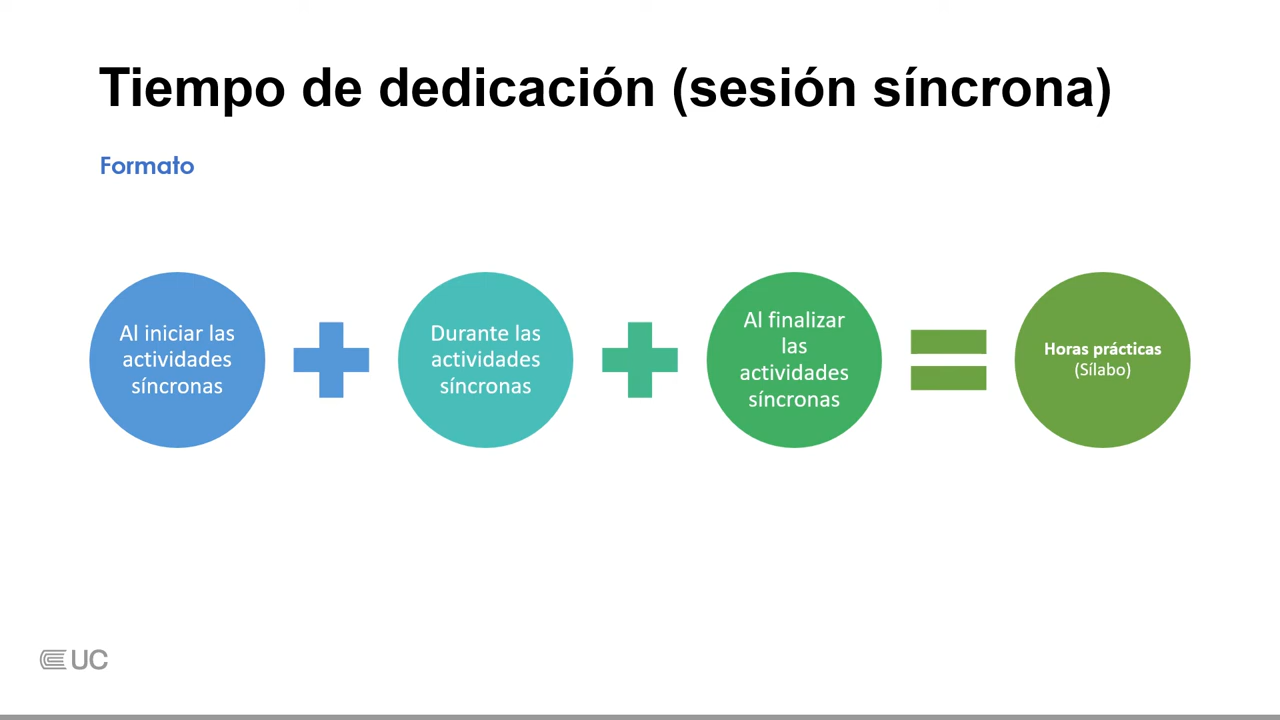 Tiempo de dedicación (sesión síncrona)
Formato
Al iniciar las
actividades
síncronas
Durante las
actividades
síncronas
Al finalizar
las
actividades
síncronas
Horas prácticas
(Sílabo)
UC